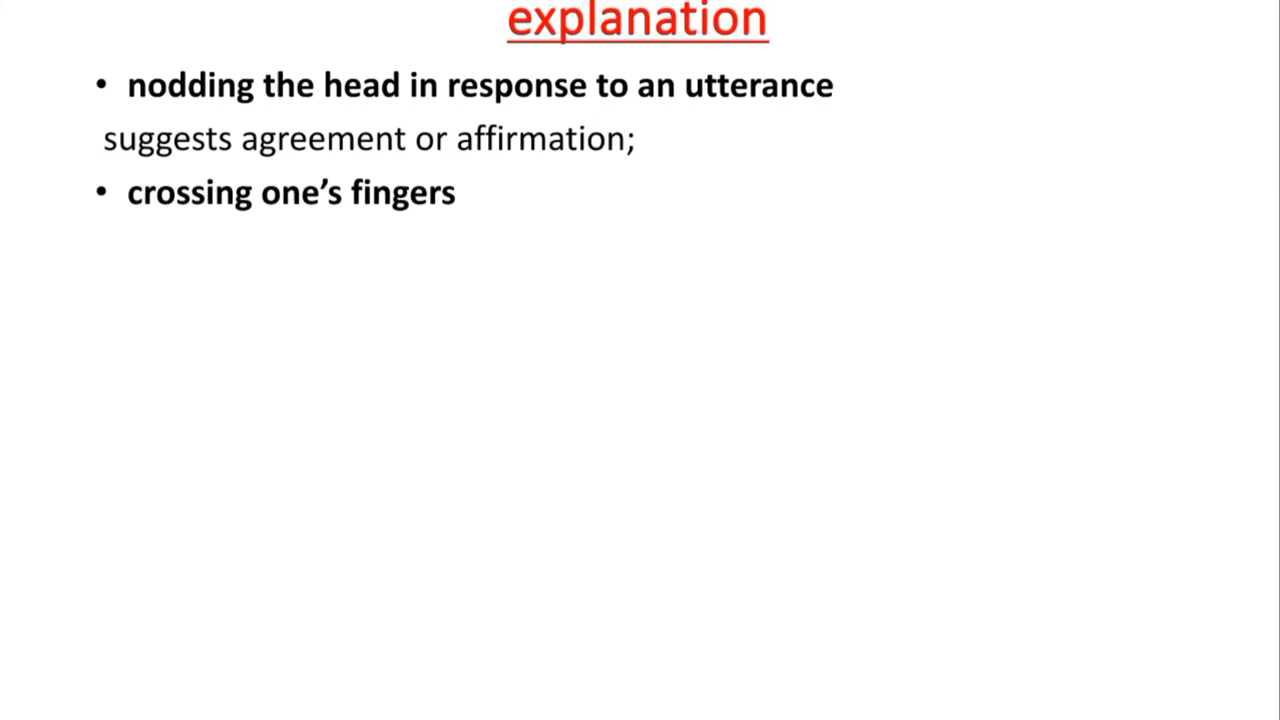 explanation
• nodding the head in response to an utterance
suggests agreement or affirmation;
• crossing one’s fingers